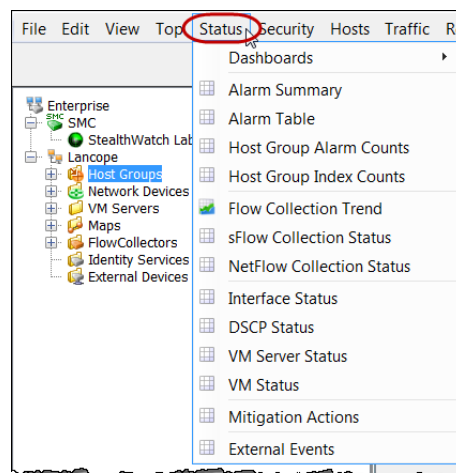 File Edit View Top Status Security Hosts Traffic
Dashboards
Alarm Summary
Alarm Table
Host Group Alarm Counts
Host Group Index Counts
Flow Collection Trend
sFlow Collection Status
NetFlow Collection Status
Interface Status
DSCP Status
VM Server Status
VM Status
Mitigation Actions
External Events
Enterprise
SMC
SMC
StealthWatch Lab
Lancope
Host Groups
Network Devices
VM Servers
Maps
FlowCollectors
Identity Services
External Devices